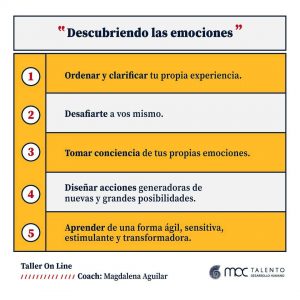 "Descubriendo las emociones"
1 Ordenar y clarificar tu propia experiencia.
2 Desafiarte a vos mismo.
3 Tomar conciencia de tus propias emociones.
4 Diseñar acciones generadoras de
nuevas y grandes posibilidades.
5 Aprender de una forma ágil, sensitiva,
estimulante y transformadora.
Taller On Line
////////// Coach: Magdalena Aguilar
moc TALENTO
DESARROLLO HUMANO